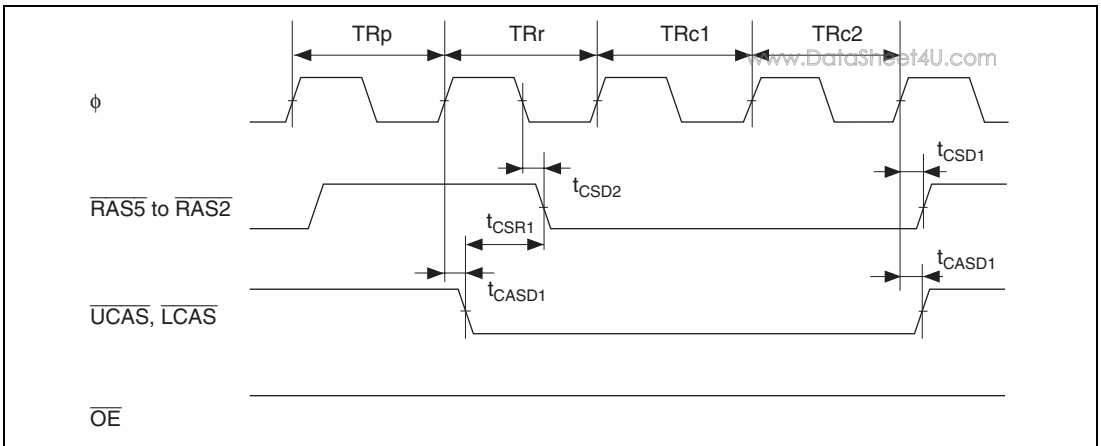 TRp TRr TRc1 TRc2
www.DataSheet4U.com
φ
tCSD1
tCSD2
RAS5 to RAS2
tCSR1
tCASD1
tCASD1
UCAS, LCAS
OE